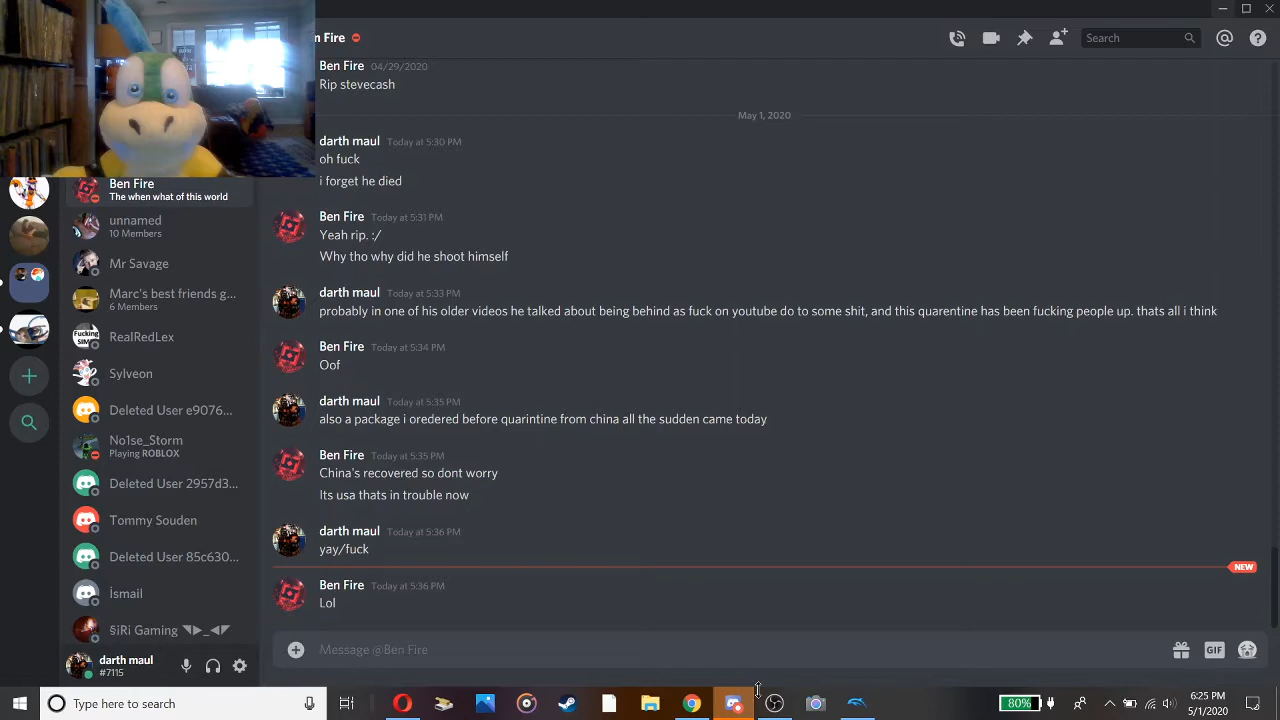 n Fire
Search
Ben Fire 04/29/2020
Rip stevecash
May 1, 2020
darth maul Today at 5:30 PM
oh fuck
i forget he died
Ben Fire Today at 5:31 PM
Yeah rip. :/
Why tho why did he shoot himself
darth maul Today at 5:33 PM
probably in one of his older videos he talked about being behind as fuck on youtube do to some shit, and this quarentine has been fucking people up. thats all i think
Ben Fire Today at 5:34 PM
Oof
darth maul Today at 5:35 PM
also a package i oredered before quarintine from china all the sudden came today
Ben Fire Today at 5:35 PM
China's recovered so dont worry
Its usa thats in trouble now
darth maul Today at 5:36 PM
yay/fuck
NEW
Ben Fire Today at 5:36 PM
Lol
Message @Ben Fire
GIF
Ben Fire
The when what of this world
unnamed
10 Members
Mr Savage
Marc's best friends g...
6 Members
Fucking
RealRedLex
Sylveon
Deleted User e9076...
No1se_Storm
Playing ROBLOX
Deleted User 2957d3...
Tommy Souden
Deleted User 85c630...
İsmail
§iRi Gaming ◥▶_◀◤
darth maul
#7115
Type here to search
80%
6:25 PM
5/1/2020